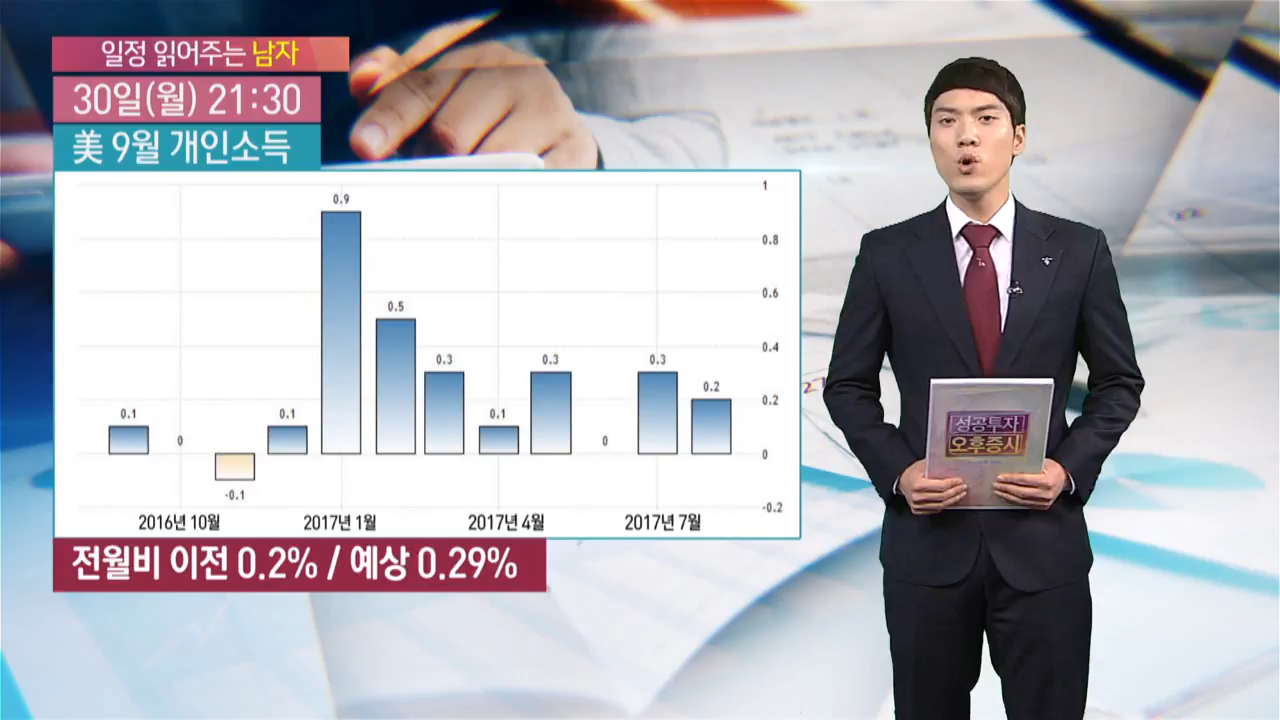 일정 읽어주는 남자
30일(월) 21:30
美 9월 개인소득
1
0.8
0.6
0.4
0.2
0
-0.2
0.1
0
-0.1
0.1
0.9
0.5
0.3
0.1
0.3
0
0.3
0.2
2016년 10월
2017년 1월
2017년 4월
2017년 7월
전월비 이전 0.2% / 예상 0.29%
성공투자
오후증시
27